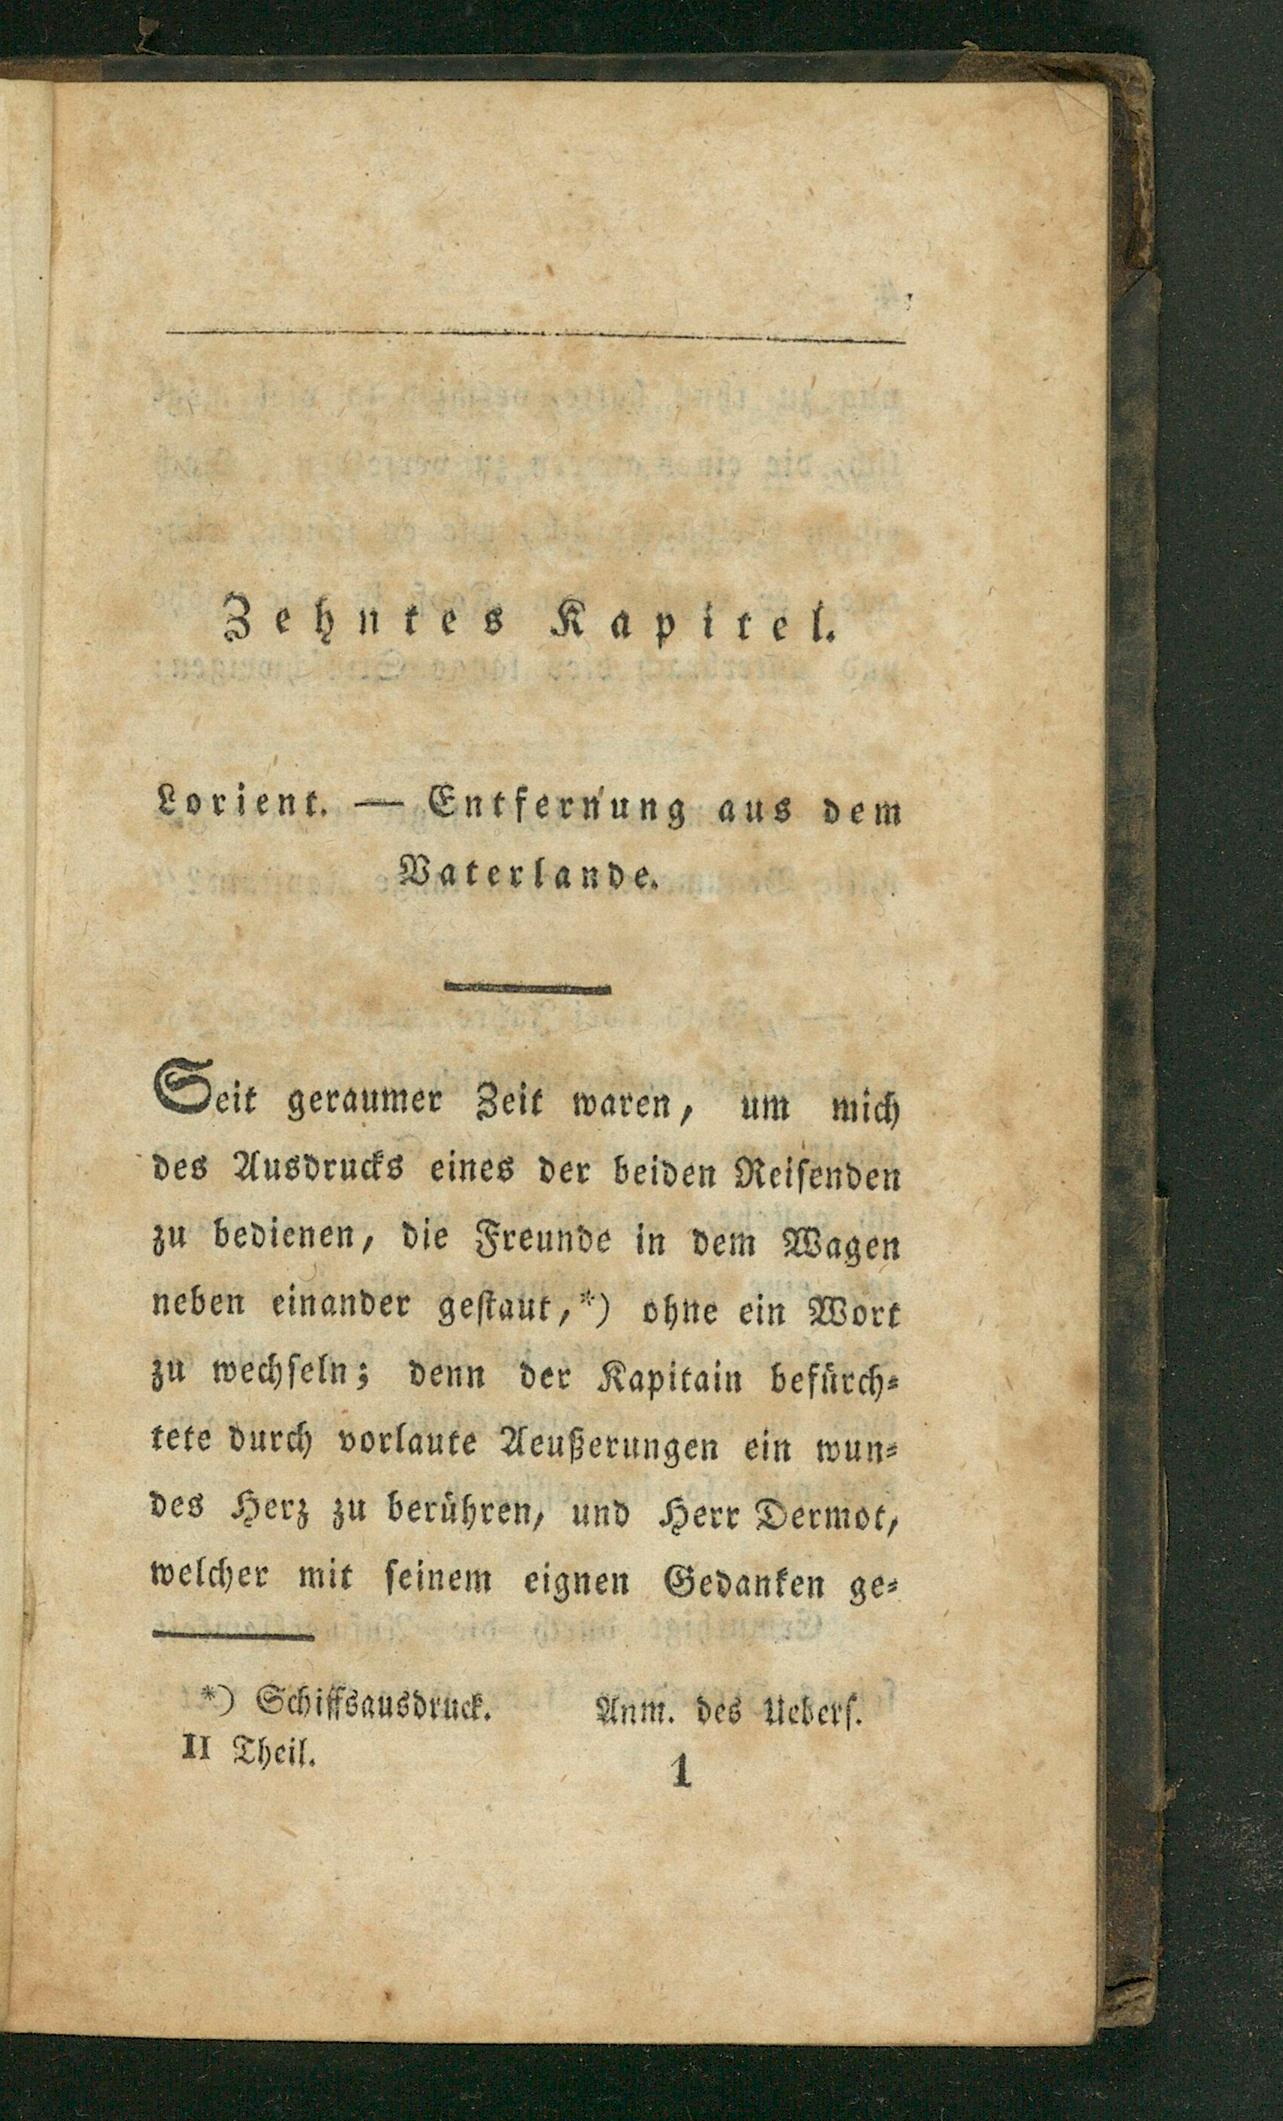 Zehntes Kapitel.
Lorient. — Entfernung aus dem
Vaterlande.
Seit geraumer Zeit waren, um mich
des Ausdrucks eines der beiden Reiſenden
zu bedienen, die Freunde in dem Wagen
neben einander geſtaut,*) ohne ein Wort
zu wechſeln; denn der Kapitain befürch-
tete durch vorlaute Aeußerungen ein wun-
des Herz zu berühren, und Herr Dermot,
welcher mit ſeinem eignen Gedanken ge-
*) Schiffsausdruck. Anm. des Ueberſ.
II Theil. 1